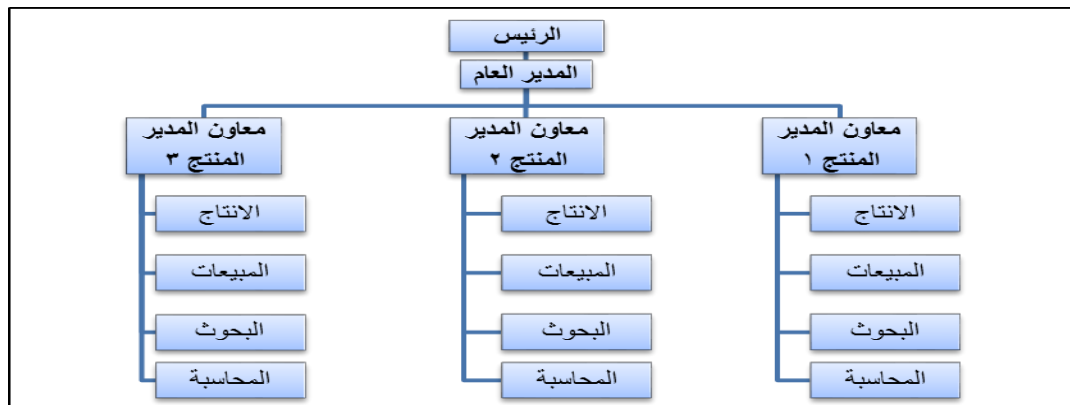 الرئيس
المدير العام
معاون المدير
المنتج ١
معاون المدير
المنتج ٢
معاون المدير
المنتج ٣
الانتاج
الانتاج
الانتاج
المبيعات
المبيعات
المبيعات
البحوث
البحوث
البحوث
المحاسبة
المحاسبة
المحاسبة